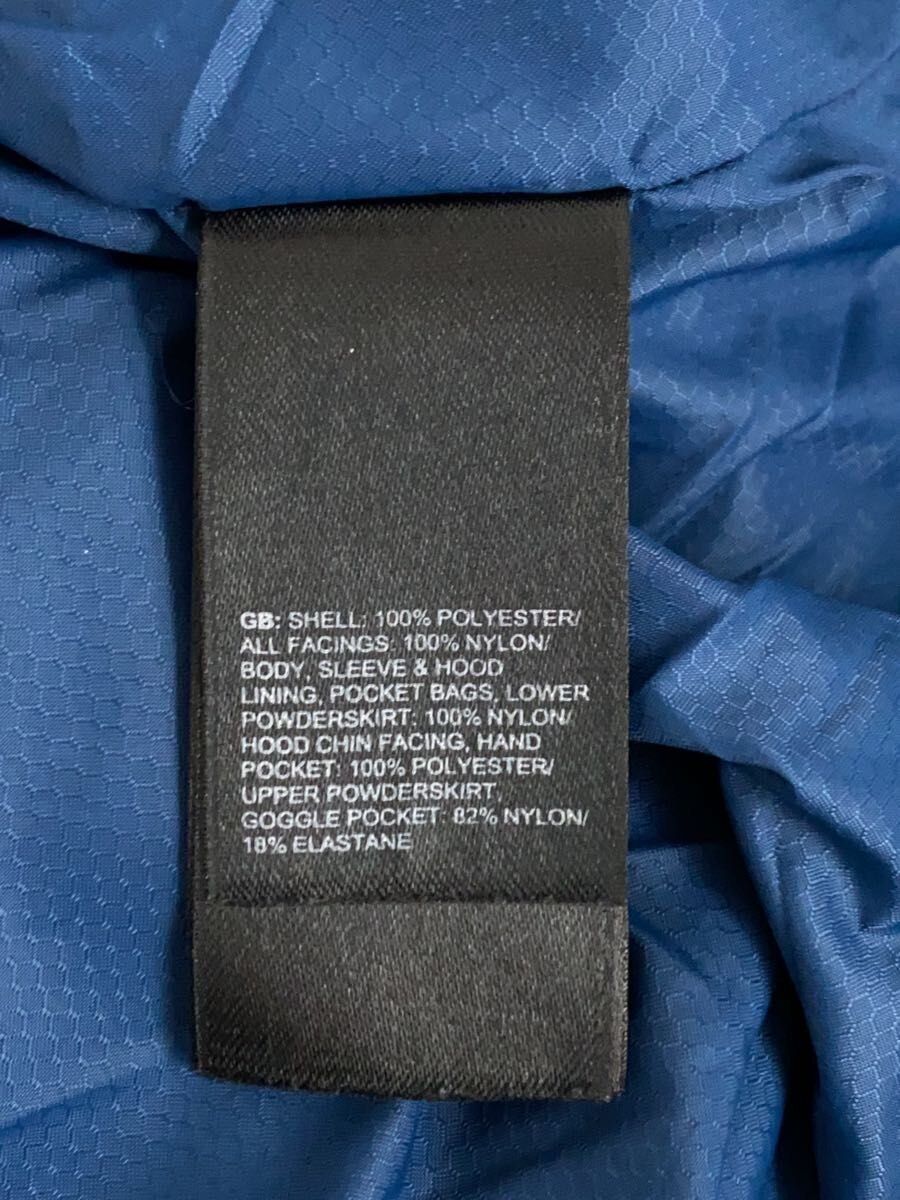 GB: SHELL: 100% POLYESTER/
ALL FACINGS: 100% NYLON/
BODY, SLEEVE & HOOD
LINING, POCKET BAGS, LOWER
POWDERSKIRT: 100% NYLON/
HOOD CHIN FACING, HAND
POCKET: 100% POLYESTER/
UPPER POWDERSKIRT,
GOGGLE POCKET: 82% NYLON/
18% ELASTANE